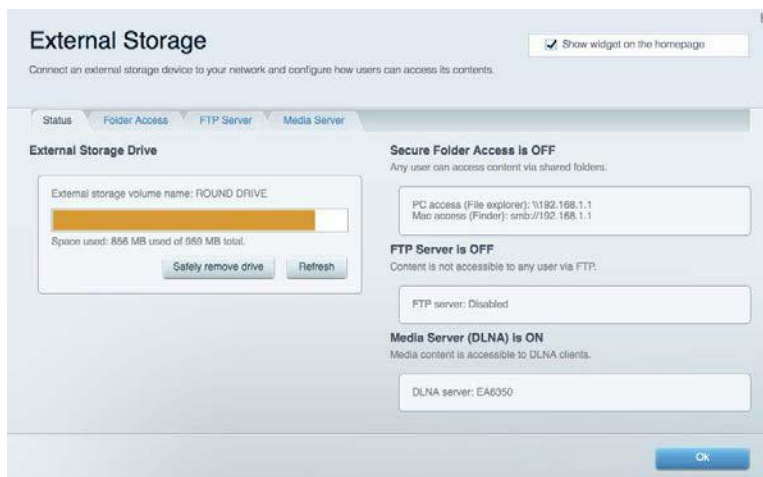 External Storage
Show widget on the homepage
Connect an external storage device to your network and configure how users can access its contents.
Status
Folder Access
FTP Server
Media Server
External Storage Drive
External storage volume name: ROUND DRIVE
Space used: 856 MB used of 969 MB total.
Safely remove drive
Refresh
Secure Folder Access is OFF
Any user can access content via shared folders.
PC access (File explorer): \\192.168.1.1
Mac access (Finder): smb://192.168.1.1
FTP Server is OFF
Content is not accessible to any user via FTP.
FTP server: Disabled
Media Server (DLNA) is ON
Media content is accessible to DLNA clients.
DLNA server: EA6350
Ok